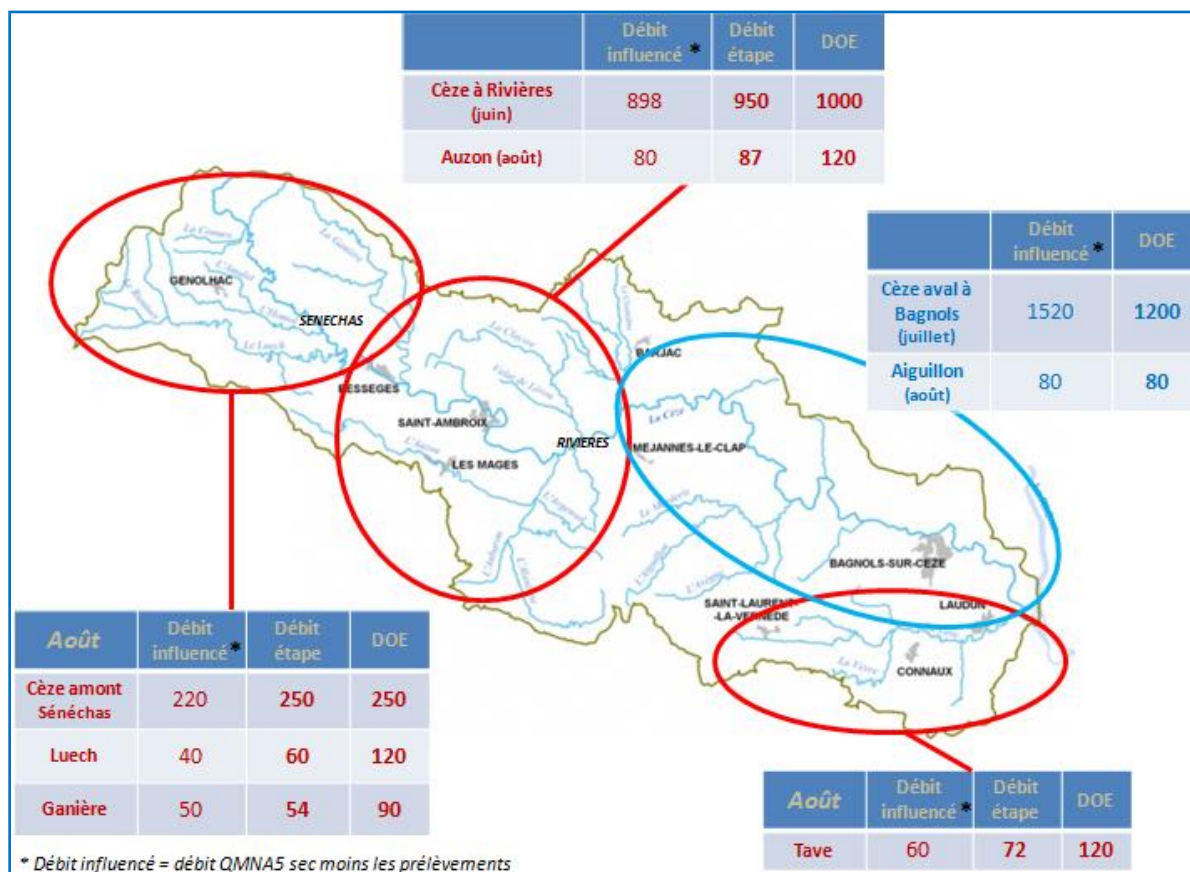 Débit influencé * Débit étape DOE
Cèze à Rivières (juin) 898 950 1000
Auzon (août) 80 87 120
Débit influencé * DOE
Cèze aval à Bagnols (juillet) 1520 1200
Aiguillon (août) 80 80
GENOLHAC
SENECHAS
Le Luech
BESSEGES
BARJAC
SAINT-AMBROIX
La Cèze
RIVIERES
MEJANNES-LE-CLAP
LES MAGES
BAGNOLS-SUR-CEZE
SAINT-LAURENT-
-LA-VERNEDE
LAUDUN
CONNAUX
Août Débit influencé * Débit étape DOE
Cèze amont Sénéchas 220 250 250
Luech 40 60 120
Ganière 50 54 90
Août Débit influencé * Débit étape DOE
Tave 60 72 120
* Débit influencé = débit QMNA5 sec moins les prélèvements